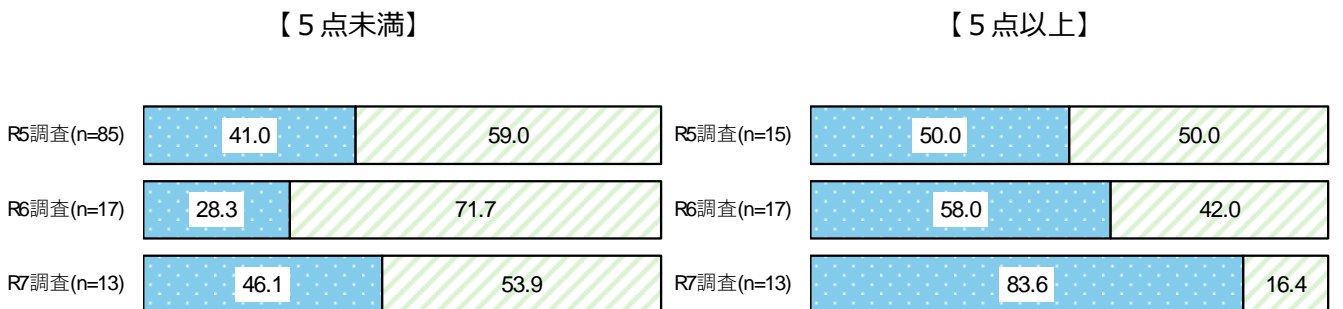 【５点未満】
【５点以上】
R5調査(n=85) 41.0 59.0
R5調査(n=15) 50.0 50.0
R6調査(n=17) 28.3 71.7
R6調査(n=17) 58.0 42.0
R7調査(n=13) 46.1 53.9
R7調査(n=13) 83.6 16.4